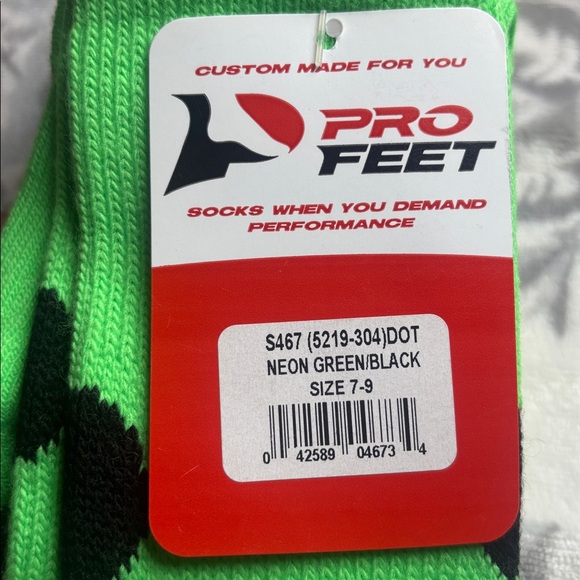 CUSTOM MADE FOR YOU
PRO
FEET
SOCKS WHEN YOU DEMAND
PERFORMANCE
S467 (5219-304)DOT
NEON GREEN/BLACK
SIZE 7-9
0 42589 04673 4